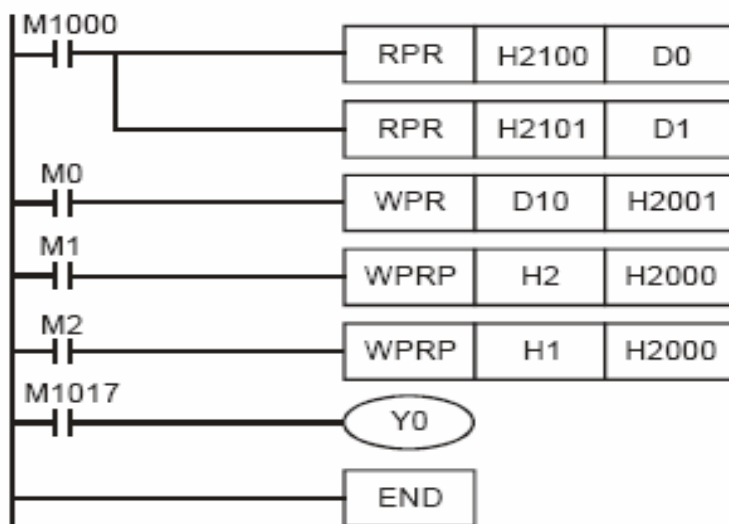 M1000
RPR H2100 D0
RPR H2101 D1
M0
WPR D10 H2001
M1
WPRP H2 H2000
M2
WPRP H1 H2000
M1017
Y0
END